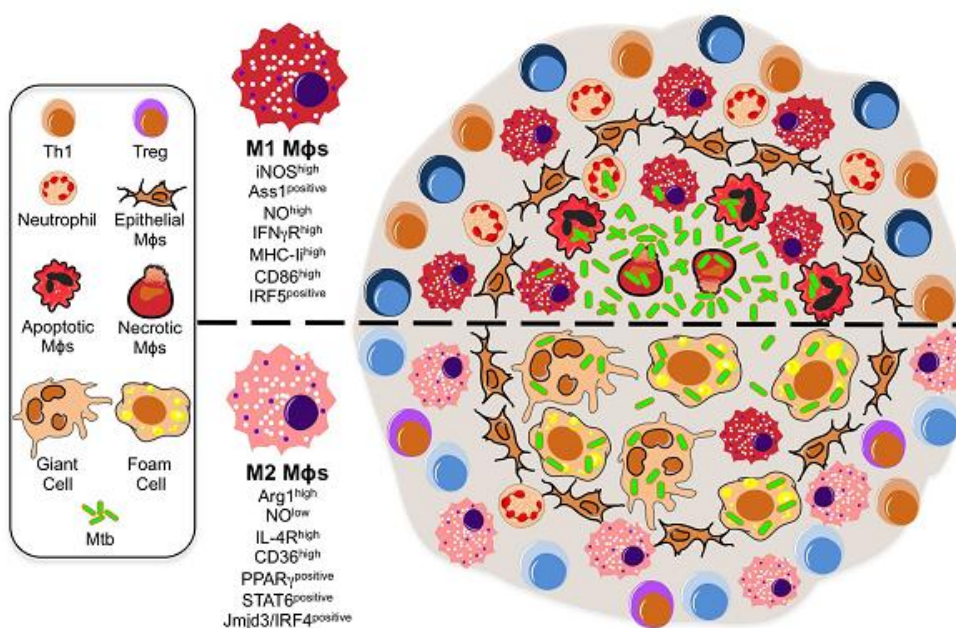 Th1
Treg
Neutrophil
Epithelial
Mϕs
Apoptotic
Mϕs
Necrotic
Mϕs
Giant
Cell
Foam
Cell
Mtb
M1 Mϕs
iNOShigh
Ass1positive
NOhigh
IFNγRhigh
MHC-Iihigh
CD86high
IRF5positive
M2 Mϕs
Arg1high
NOlow
IL-4Rhigh
CD36high
PPARγpositive
STAT6positive
Jmjd3/IRF4positive